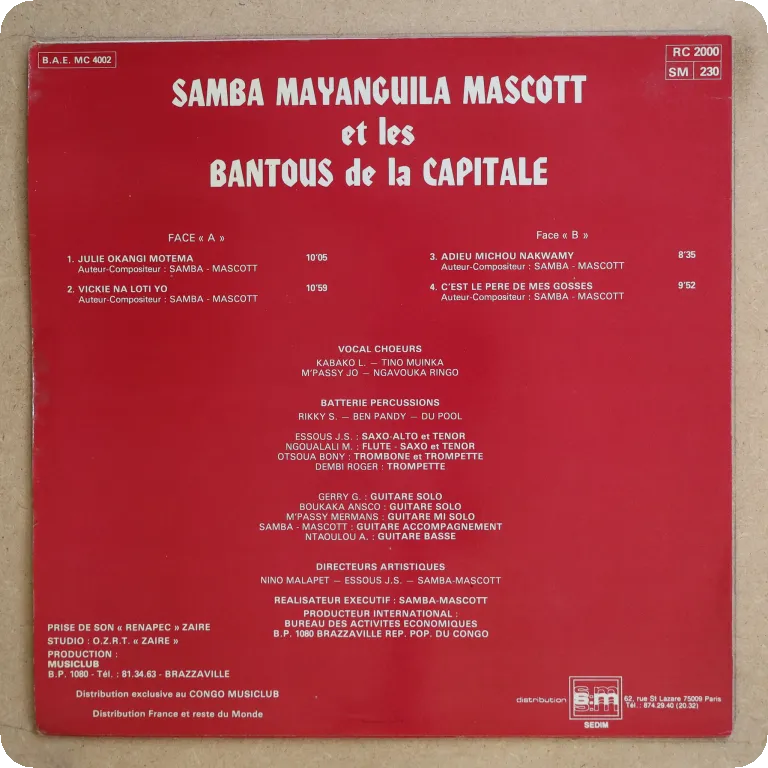 B.A.E. MC 4002
RC 2000
SM 230
SAMBA MAYANGUILA MASCOTT
et les
BANTOUS de la CAPITALE
FACE « A »
1. JULIE OKANGI MOTEMA 10'05
Auteur-Compositeur : SAMBA - MASCOTT
2. VICKIE NA LOTI YO 10'59
Auteur-Compositeur : SAMBA - MASCOTT
Face « B »
3. ADIEU MICHOU NAKWAMY 8'35
Auteur-Compositeur : SAMBA - MASCOTT
4. C'EST LE PERE DE MES GOSSES 9'52
Auteur-Compositeur : SAMBA - MASCOTT
VOCAL CHOEURS
KABAKO L. — TINO MUINKA
M'PASSY JO — NGAVOUKA RINGO
BATTERIE PERCUSSIONS
RIKKY S. — BEN PANDY — DU POOL
ESSOUS J.S. : SAXO-ALTO et TENOR
NGOUALALI M. : FLUTE - SAXO et TENOR
OTSOUA BONY : TROMBONE et TROMPETTE
DEMBI ROGER : TROMPETTE
GERRY G. : GUITARE SOLO
BOUKAKA ANSCO : GUITARE SOLO
M'PASSY MERMANS : GUITARE MI SOLO
SAMBA - MASCOTT : GUITARE ACCOMPAGNEMENT
NTAOULOU A. : GUITARE BASSE
DIRECTEURS ARTISTIQUES
NINO MALAPET — ESSOUS J.S. — SAMBA-MASCOTT
REALISATEUR EXECUTIF : SAMBA-MASCOTT
PRODUCTEUR INTERNATIONAL :
BUREAU DES ACTIVITES ECONOMIQUES
B.P. 1080 BRAZZAVILLE REP. POP. DU CONGO
PRISE DE SON « RENAPEC » ZAIRE
STUDIO : O.Z.R.T. « ZAIRE »
PRODUCTION :
MUSICLUB
B.P. 1080 - Tél. : 81.34.63 - BRAZZAVILLE
Distribution exclusive au CONGO MUSICLUB
Distribution France et reste du Monde
distribution
s:m
SEDIM
62, rue St Lazare 75009 Paris
Tél. : 874.29.40 (20.32)